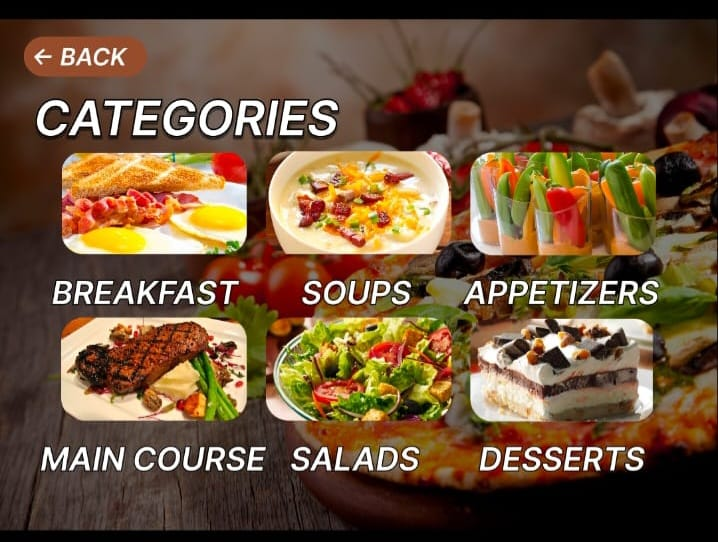 ← BACK
CATEGORIES
BREAKFAST SOUPS APPETIZERS
MAIN COURSE SALADS DESSERTS